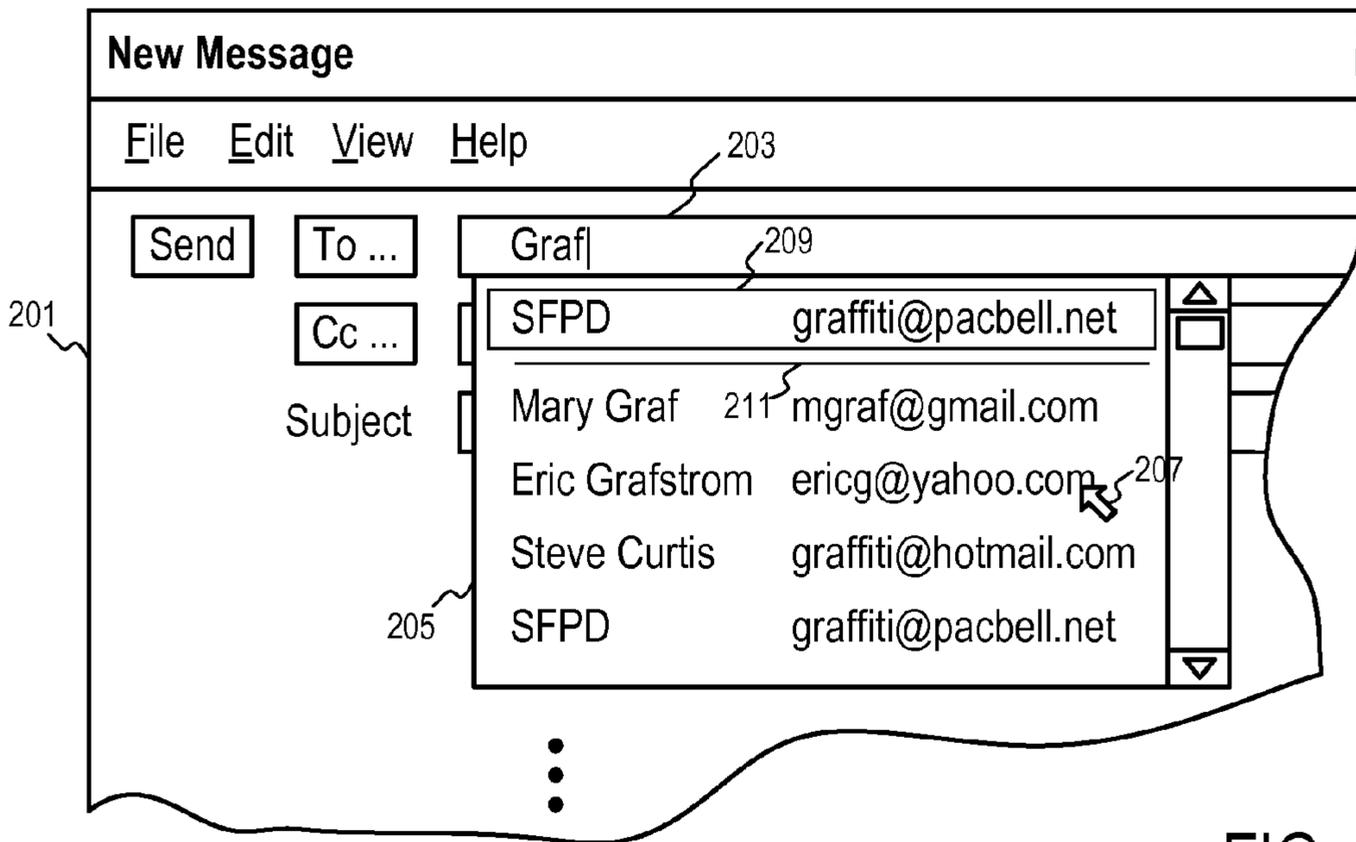 New Message
File Edit View Help
203
Send To ... Graf
209
SFPD graffiti@pacbell.net
201
Cc ...
Mary Graf 211 mgraf@gmail.com
Subject
Eric Grafstrom ericg@yahoo.com 207
Steve Curtis graffiti@hotmail.com
205
SFPD graffiti@pacbell.net
FIG